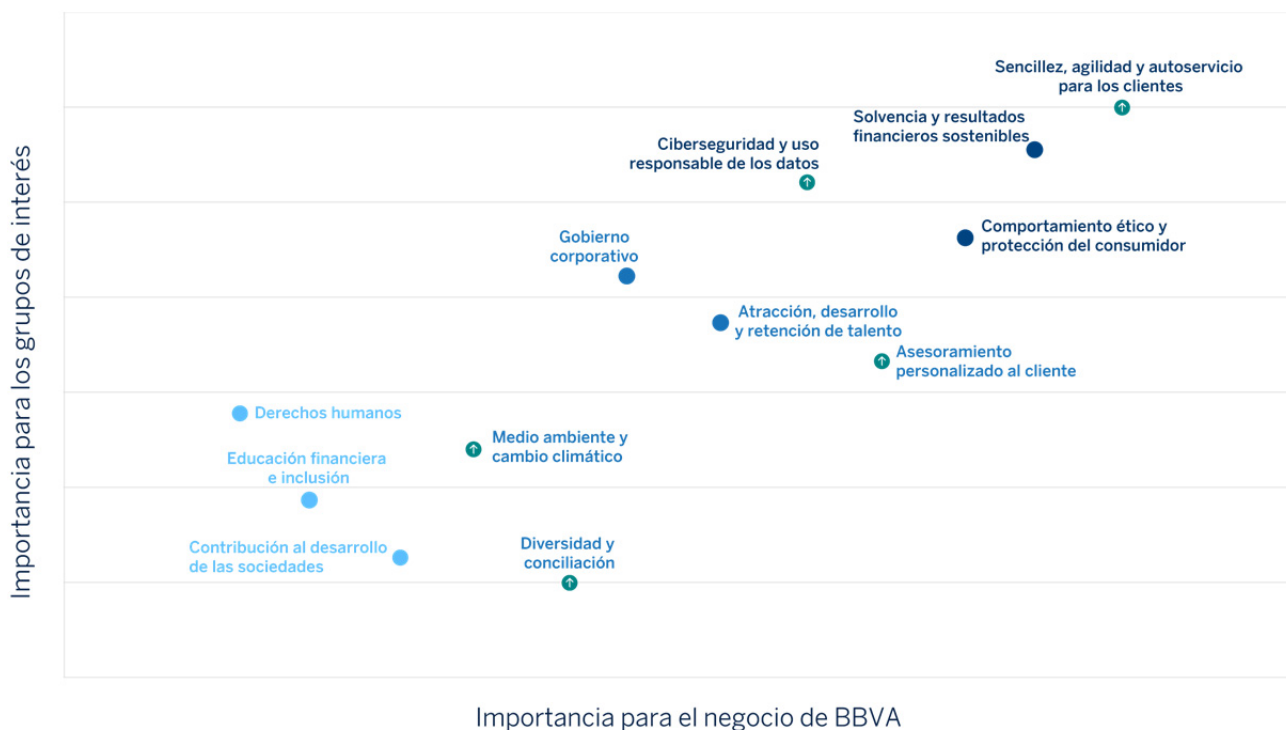 Sencillez, agilidad y autoservicio
para los clientes
Solvencia y resultados
financieros sostenibles
Ciberseguridad y uso
responsable de los datos
Comportamiento ético y
protección del consumidor
Gobierno
corporativo
Atracción, desarrollo
y retención de talento
Asesoramiento
personalizado al cliente
Derechos humanos
Medio ambiente y
cambio climático
Educación financiera
e inclusión
Contribución al desarrollo
de las sociedades
Diversidad y
conciliación
Importancia para los grupos de interés
Importancia para el negocio de BBVA